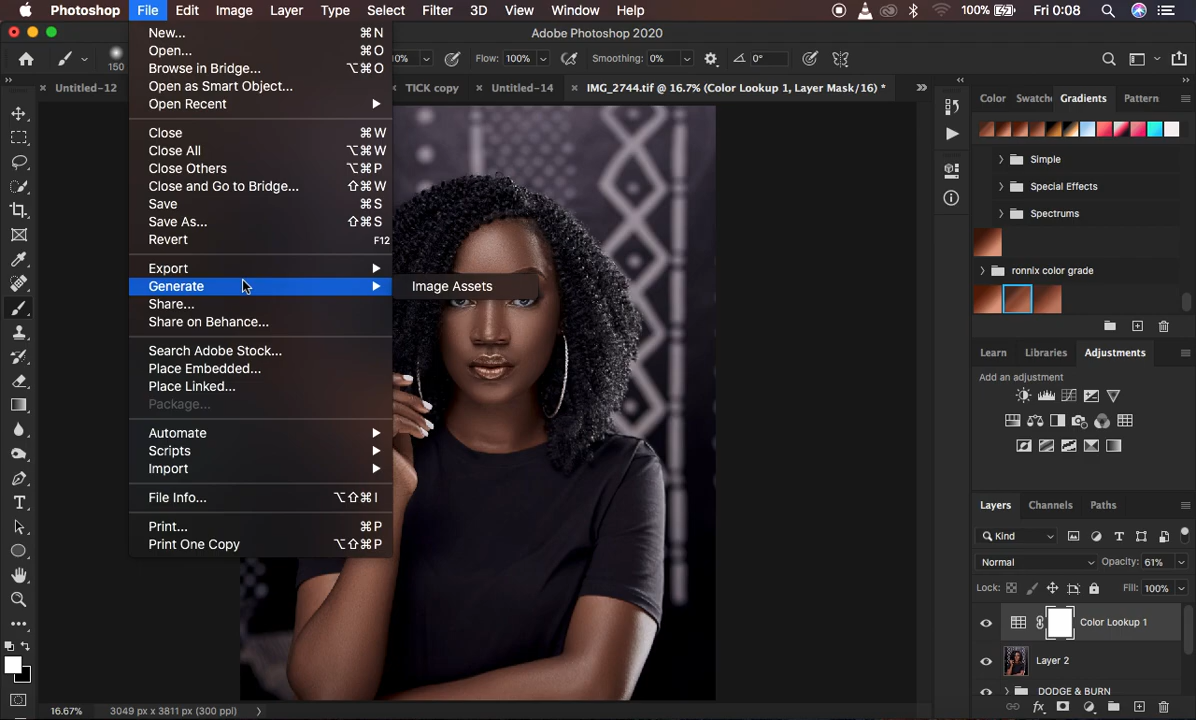 Photoshop File Edit Image Layer Type Select Filter 3D View Window Help 100% Fri 0:08
Adobe Photoshop 2020
150 0% Flow: 100% Smoothing: 0% 0°
Untitled-12 TICK copy Untitled-14 IMG_2744.tif @ 16.7% (Color Lookup 1, Layer Mask/16) *
New... ⌘N
Open... ⌘O
Browse in Bridge... ⌥⌘O
Open as Smart Object...
Open Recent
Close ⌘W
Close All ⌥⌘W
Close Others ⌥⌘P
Close and Go to Bridge... ⇧⌘W
Save ⌘S
Save As... ⇧⌘S
Revert F12
Export
Generate
Image Assets
Share...
Share on Behance...
Search Adobe Stock...
Place Embedded...
Place Linked...
Package...
Automate
Scripts
Import
File Info... ⌥⇧⌘I
Print... ⌘P
Print One Copy ⌥⇧⌘P
Color Swatche Gradients Pattern
Simple
Special Effects
Spectrums
ronnix color grade
Learn Libraries Adjustments
Add an adjustment
Layers Channels Paths
Kind
Normal Opacity: 61%
Lock: Fill: 100%
Color Lookup 1
Layer 2
DODGE & BURN
16.67% 3049 px x 3811 px (300 ppi)